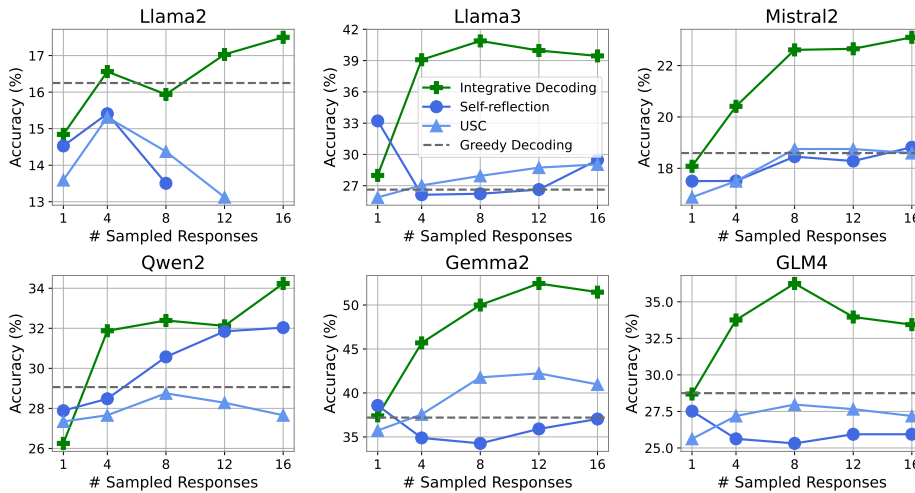 Llama2
Llama3
Mistral2
17
16
15
14
13
Accuracy (%)
1 4 8 12 16
# Sampled Responses
42
39
36
33
30
27
Accuracy (%)
Integrative Decoding
Self-reflection
USC
Greedy Decoding
1 4 8 12 16
# Sampled Responses
22
20
18
Accuracy (%)
1 4 8 12 16
# Sampled Responses
Qwen2
Gemma2
GLM4
34
32
30
28
26
Accuracy (%)
1 4 8 12 16
# Sampled Responses
50
45
40
35
Accuracy (%)
1 4 8 12 16
# Sampled Responses
35.0
32.5
30.0
27.5
25.0
Accuracy (%)
1 4 8 12 16
# Sampled Responses